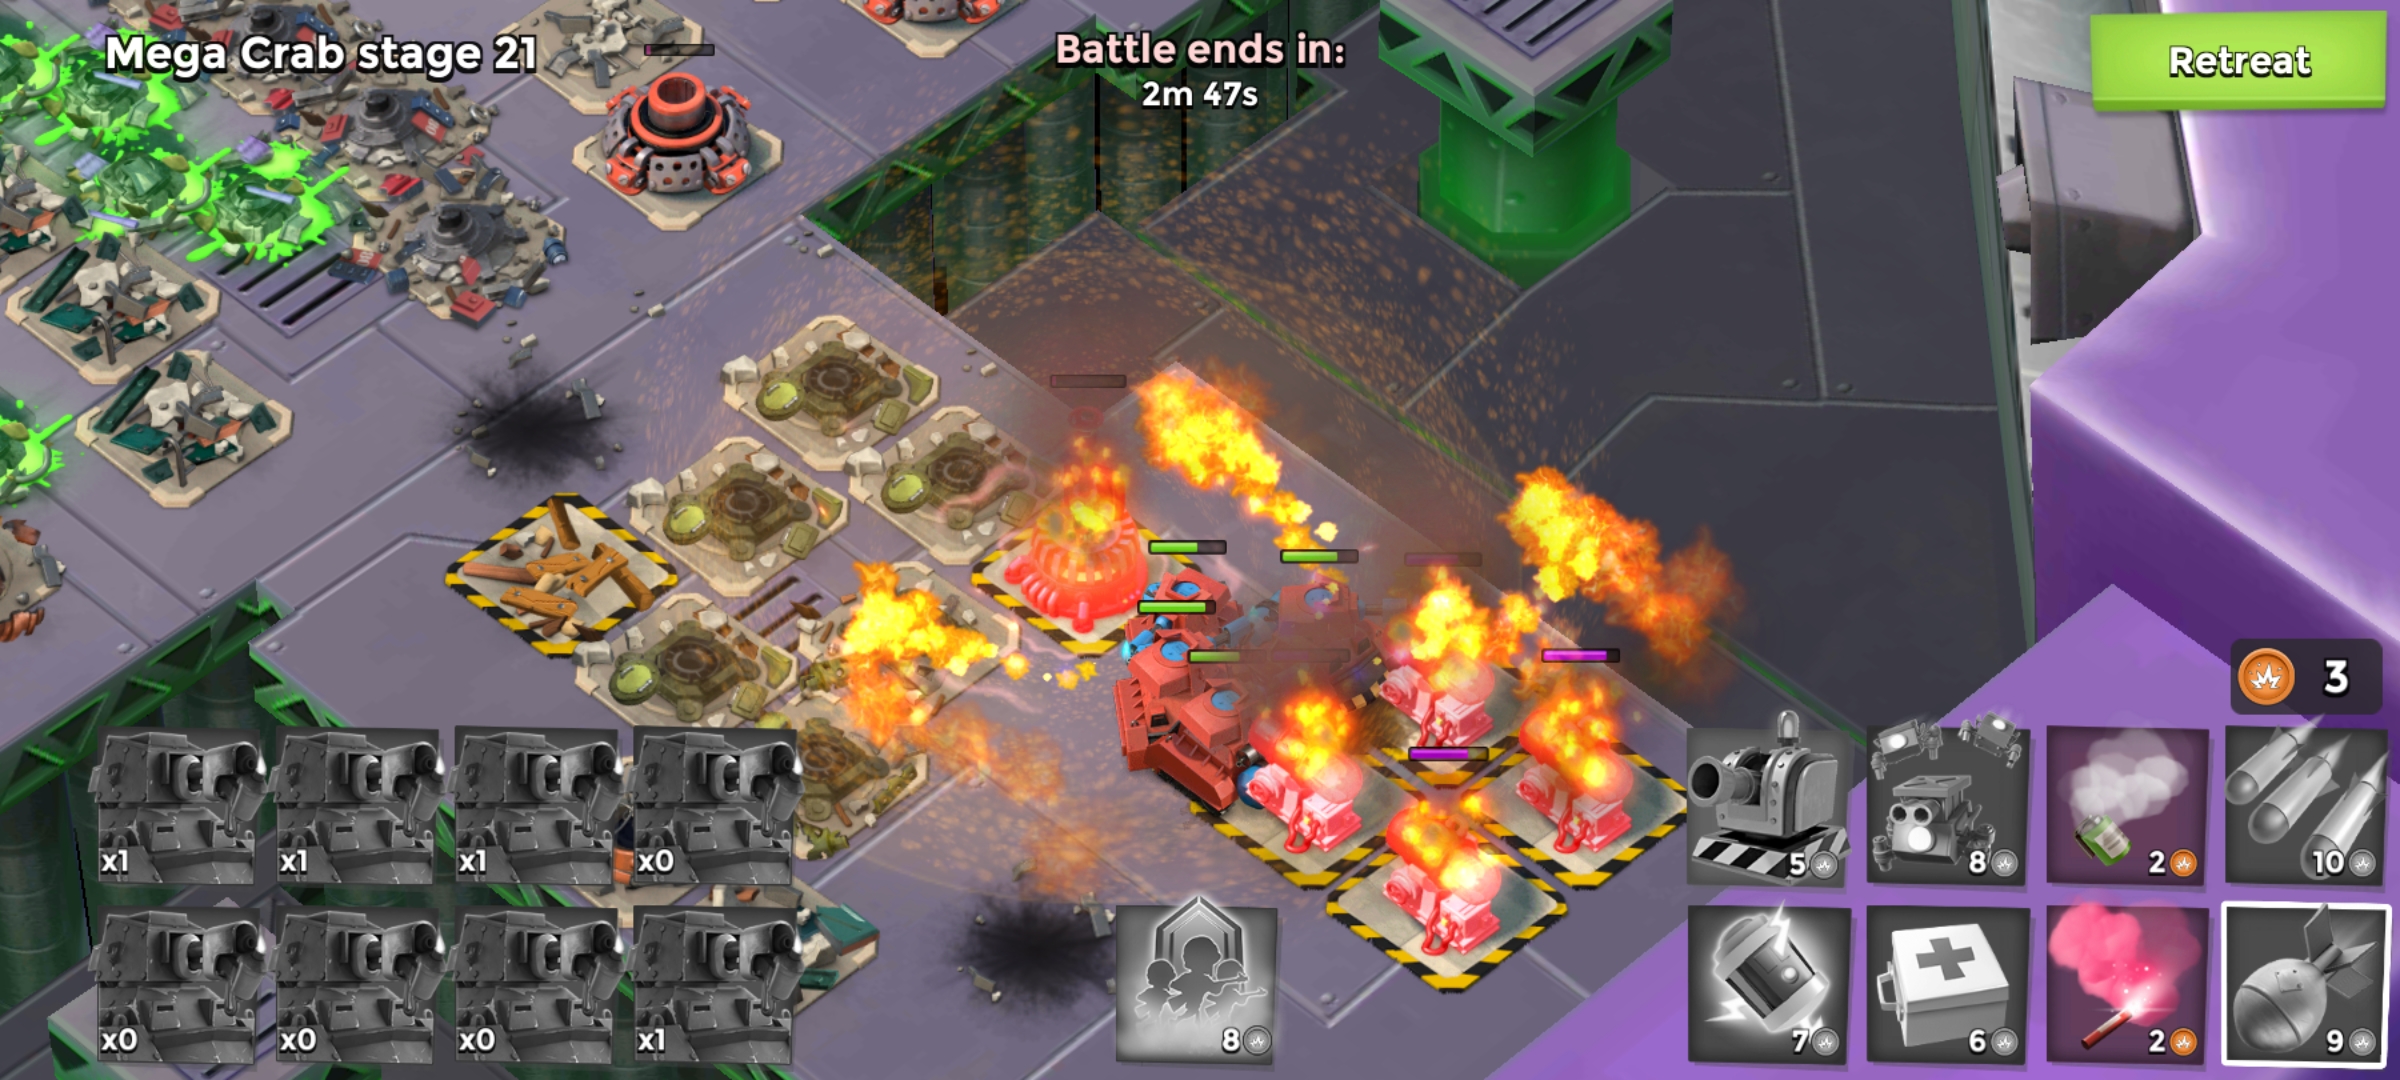 Mega Crab stage 21
Battle ends in:
2m 47s
Retreat
3
x1
x1
x1
x0
5
8
2
10
x0
x0
x0
x1
8
7
6
2
9